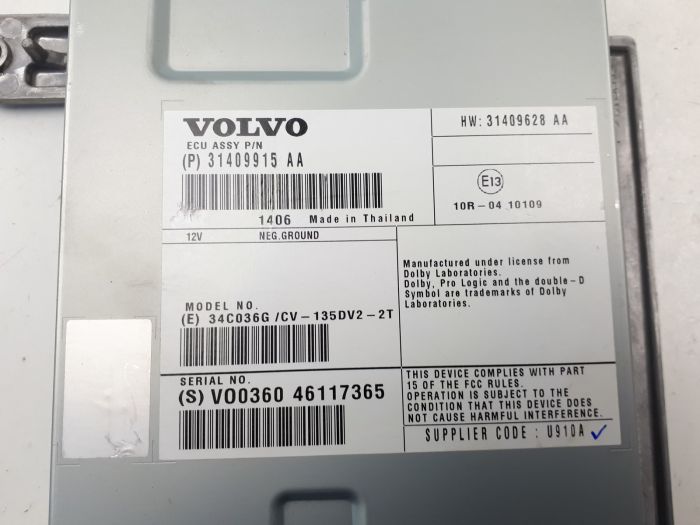 VOLVO
ECU ASSY P/N
(P) 31409915 AA
1406 Made in Thailand
HW: 31409628 AA
E13
10R-04 10109
12V NEG.GROUND
MODEL NO.
(E) 34C036G /CV-135DV2-2T
Manufactured under license from
Dolby Laboratories.
Dolby, Pro Logic and the double-D
Symbol are trademarks of Dolby
Laboratories.
SERIAL NO.
(S) VO0360 46117365
THIS DEVICE COMPLIES WITH PART
15 OF THE FCC RULES.
OPERATION IS SUBJECT TO THE
CONDITION THAT THIS DEVICE DOES
NOT CAUSE HARMFUL INTERFERENCE.
SUPPLIER CODE : U910A